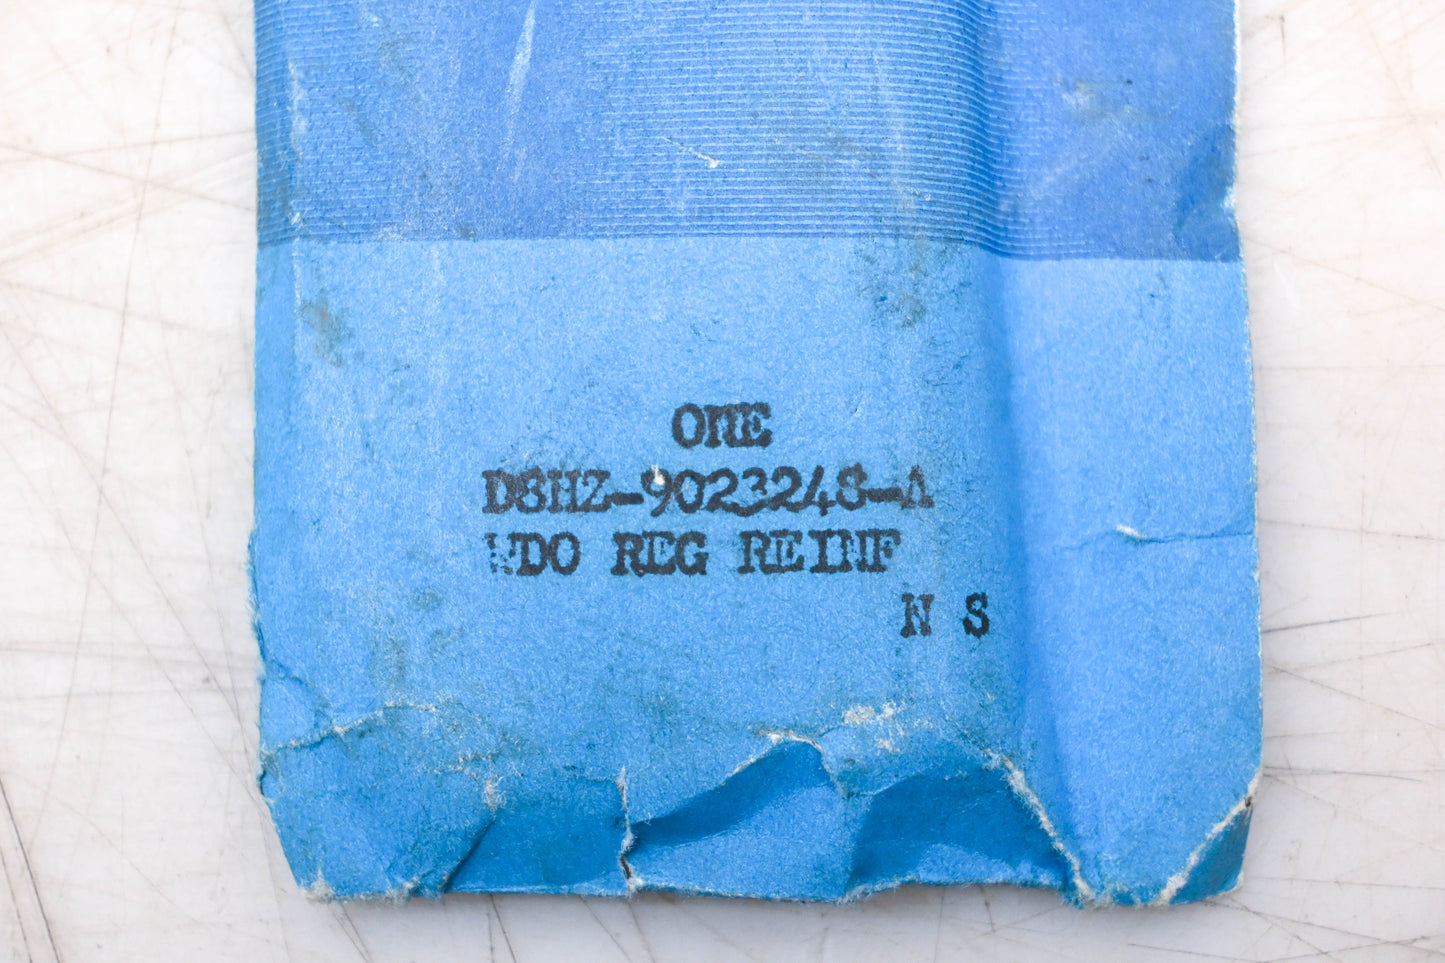 ONE
D8HZ-9023248-A
WDO REG REINF
N S